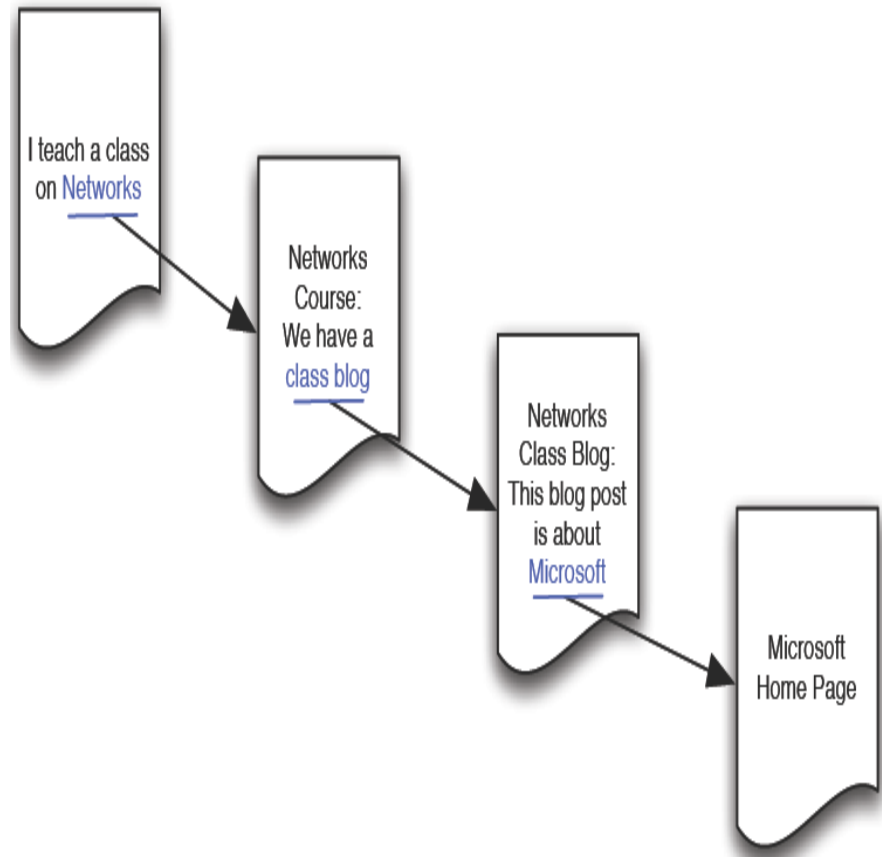 I teach a class
on Networks
Networks
Course:
We have a
class blog
Networks
Class Blog:
This blog post
is about
Microsoft
Microsoft
Home Page